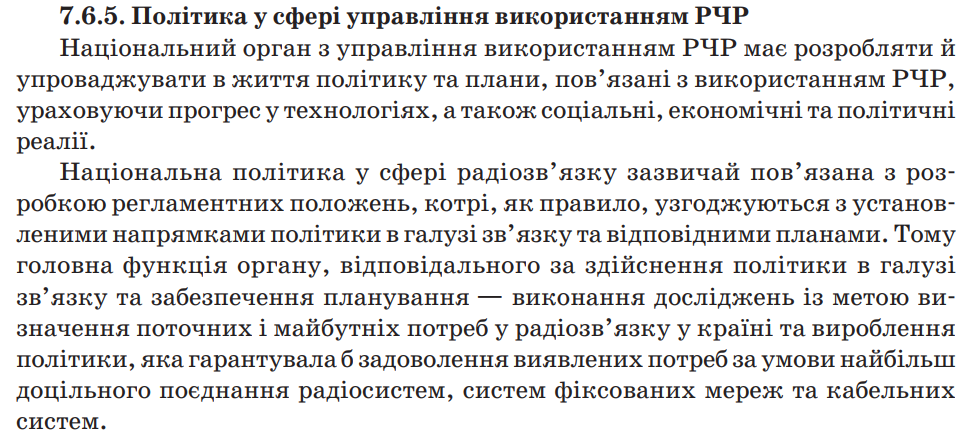 7.6.5. Політика у сфері управління використанням РЧР
Національний орган з управління використанням РЧР має розробляти й
упроваджувати в життя політику та плани, пов’язані з використанням РЧР,
ураховуючи прогрес у технологіях, а також соціальні, економічні та політичні
реалії.
Національна політика у сфері радіозв’язку зазвичай пов’язана з роз-
робкою регламентних положень, котрі, як правило, узгоджуються з установ-
леними напрямками політики в галузі зв’язку та відповідними планами. Тому
головна функція органу, відповідального за здійснення політики в галузі
зв’язку та забезпечення планування — виконання досліджень із метою ви-
значення поточних і майбутніх потреб у радіозв’язку у країні та вироблення
політики, яка гарантувала б задоволення виявлених потреб за умови найбільш
доцільного поєднання радіосистем, систем фіксованих мереж та кабельних
систем.